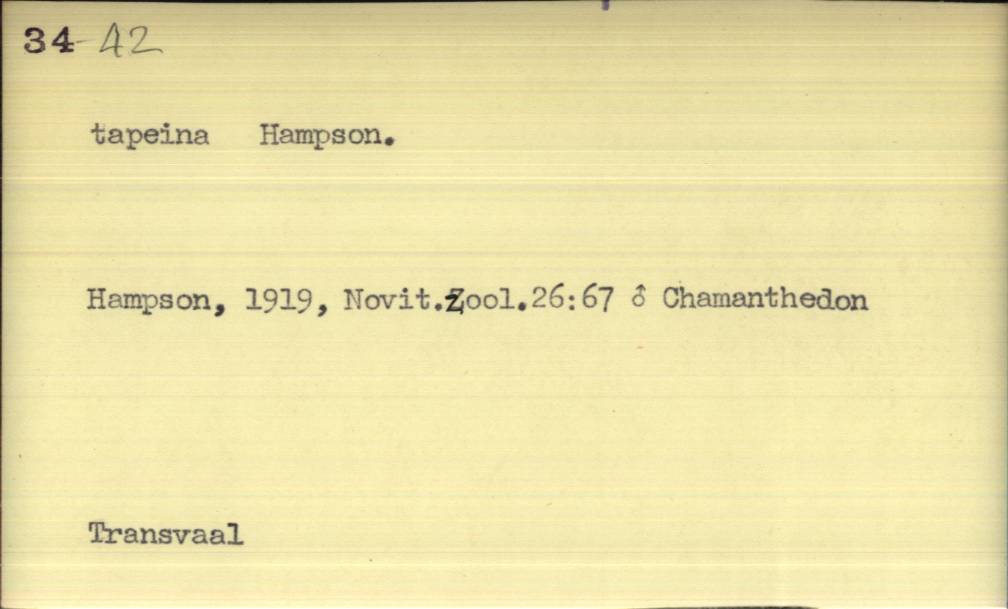 34-42
tapeina Hampson.
Hampson, 1919, Novit.Zool.26:67 ♂ Chamanthedon
Transvaal